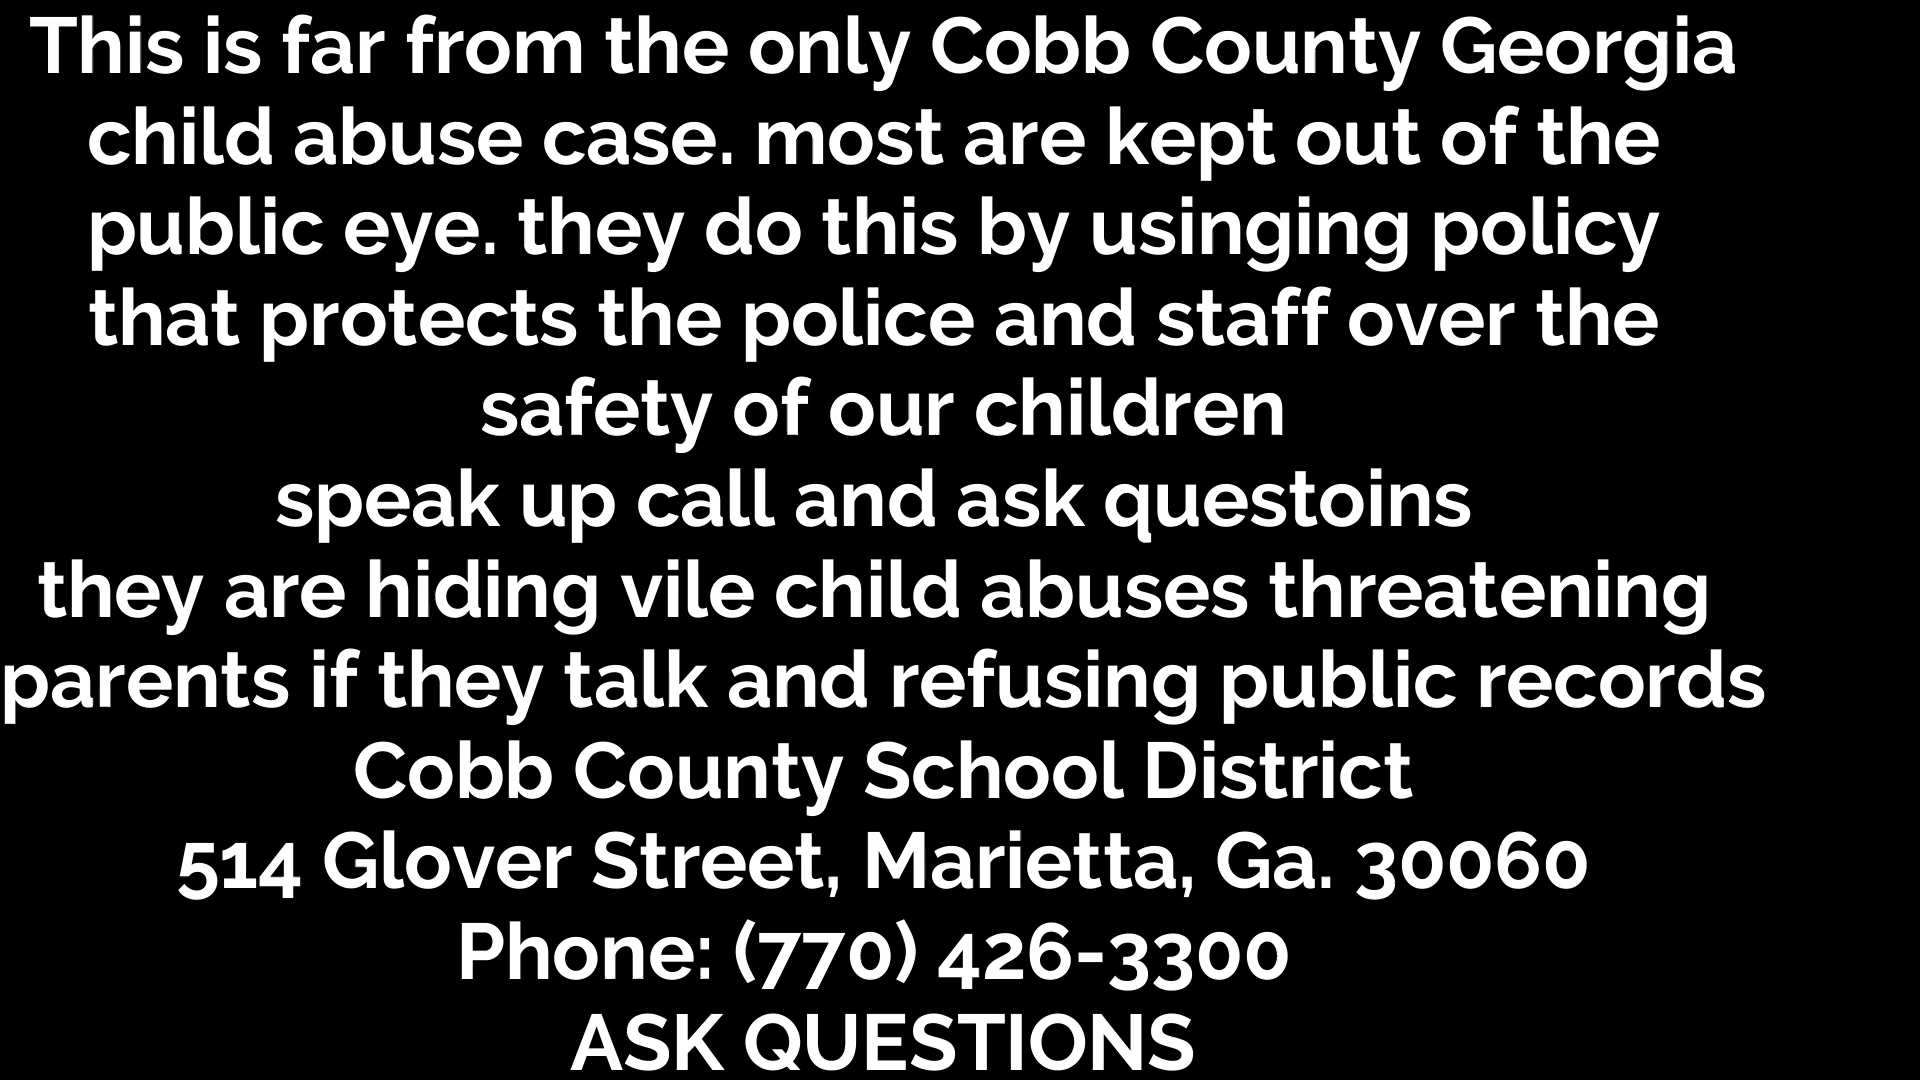 This is far from the only Cobb County Georgia
child abuse case. most are kept out of the
public eye. they do this by usinging policy
that protects the police and staff over the
safety of our children
speak up call and ask questoins
they are hiding vile child abuses threatening
parents if they talk and refusing public records
Cobb County School District
514 Glover Street, Marietta, Ga. 30060
Phone: (770) 426-3300
ASK QUESTIONS